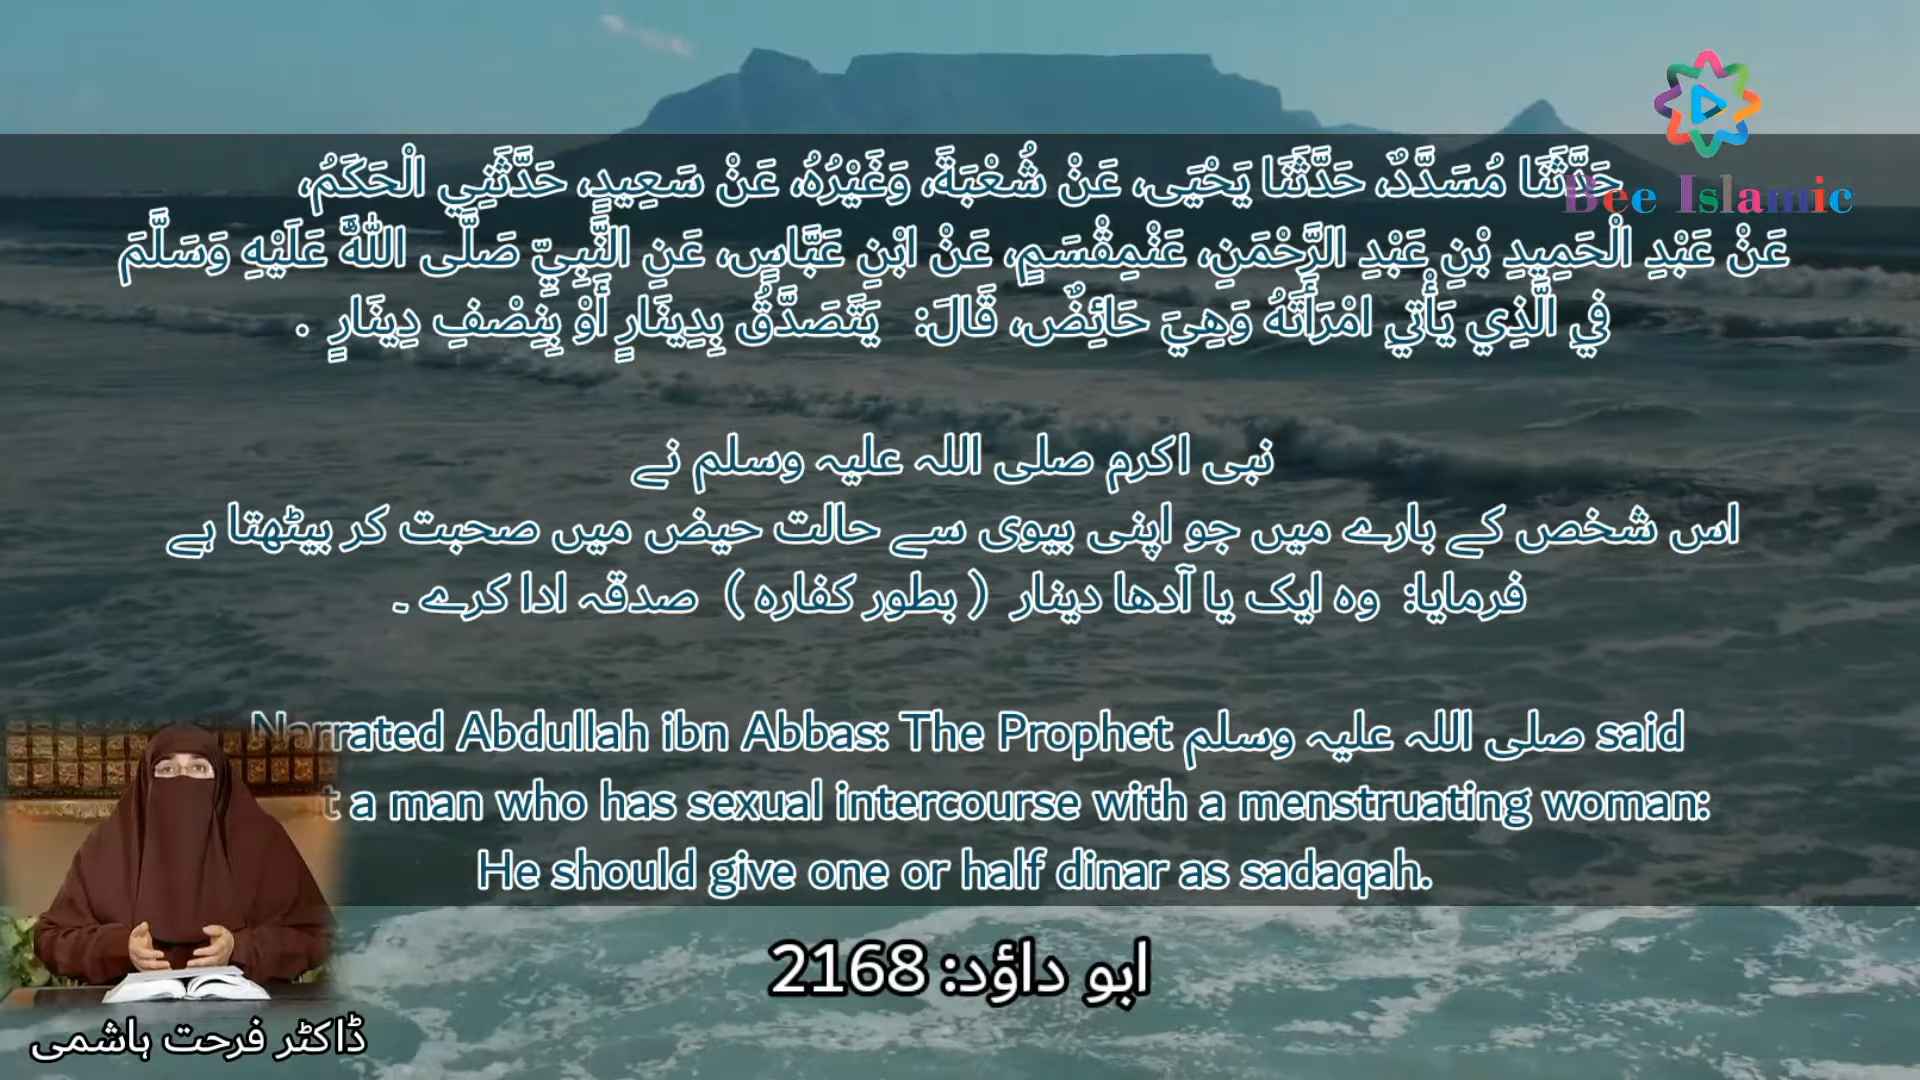 Bee Islamic
حَدَّثَنَا مُسَدَّدٌ، حَدَّثَنَا يَحْيَى، عَنْ شُعْبَةَ، وَغَيْرُهُ، عَنْ سَعِيدٍ، حَدَّثَنِي الْحَكَمُ،
عَنْ عَبْدِ الْحَمِيدِ بْنِ عَبْدِ الرَّحْمَنِ، عَنْمِقْسَمٍ، عَنْ ابْنِ عَبَّاسٍ، عَنِ النَّبِيِّ صَلَّى اللَّهُ عَلَيْهِ وَسَلَّمَ
فِي الَّذِي يَأْتِي امْرَأَتَهُ وَهِيَ حَائِضٌ، قَالَ: يَتَصَدَّقُ بِدِينَارٍ أَوْ بِنِصْفِ دِينَارٍ .
نبی اکرم صلی اللہ علیہ وسلم نے
اس شخص کے بارے میں جو اپنی بیوی سے حالت حیض میں صحبت کر بیٹھتا ہے
فرمایا: وہ ایک یا آدھا دینار ( بطور کفارہ ) صدقہ ادا کرے ۔
Narrated Abdullah ibn Abbas: The Prophet صلی اللہ علیہ وسلم said
a man who has sexual intercourse with a menstruating woman:
He should give one or half dinar as sadaqah.
ابو داؤد: 2168
ڈاکٹر فرحت ہاشمی